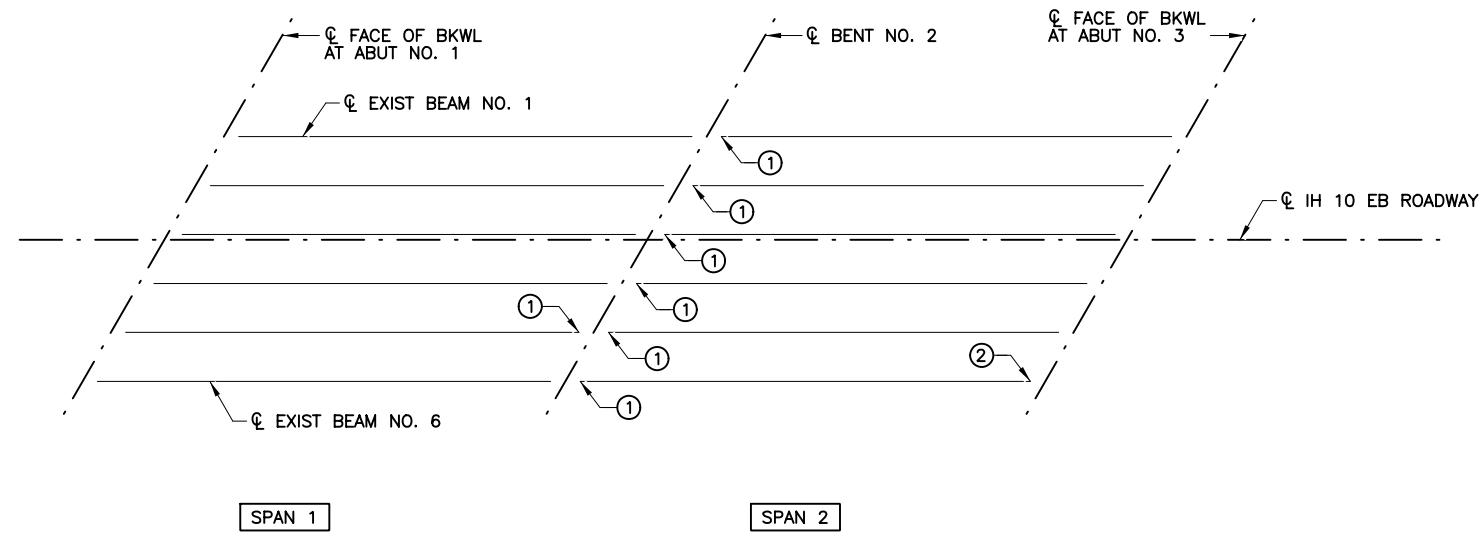 ℄ FACE OF BKWL
AT ABUT NO. 1
℄ BENT NO. 2
℄ FACE OF BKWL
AT ABUT NO. 3
℄ EXIST BEAM NO. 1
1
1
℄ IH 10 EB ROADWAY
1
1
1
1
2
1
℄ EXIST BEAM NO. 6
SPAN 1
SPAN 2